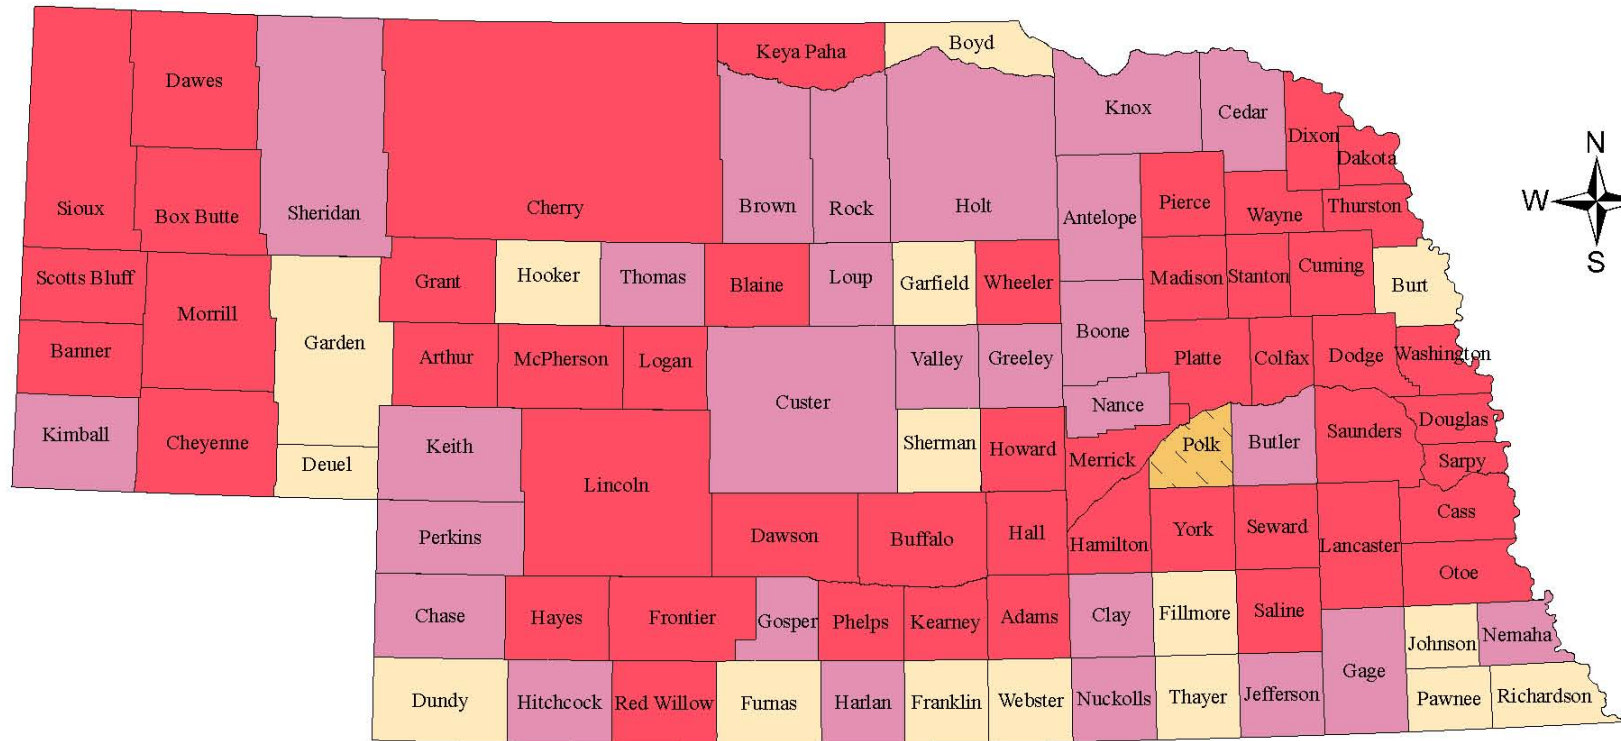 Keya Paha
Boyd
Dawes
Knox
Cedar
Dixon
Dakota
N
Sioux
Box Butte
Sheridan
Cherry
Brown
Rock
Holt
Antelope
Pierce
Wayne
Thurston
W
S
Scotts Bluff
Morrill
Grant
Hooker
Thomas
Blaine
Loup
Garfield
Wheeler
Madison
Stanton
Cuming
Burt
Banner
Garden
Arthur
McPherson
Logan
Custer
Valley
Greeley
Boone
Platte
Colfax
Dodge
Washington
Kimball
Cheyenne
Deuel
Keith
Lincoln
Sherman
Howard
Nance
Merrick
Polk
Butler
Saunders
Douglas
Sarpy
Perkins
Dawson
Buffalo
Hall
Hamilton
York
Seward
Lancaster
Cass
Otoe
Chase
Hayes
Frontier
Gosper
Phelps
Kearney
Adams
Clay
Fillmore
Saline
Gage
Johnson
Nemaha
Dundy
Hitchcock
Red Willow
Furnas
Harlan
Franklin
Webster
Nuckolls
Thayer
Jefferson
Pawnee
Richardson